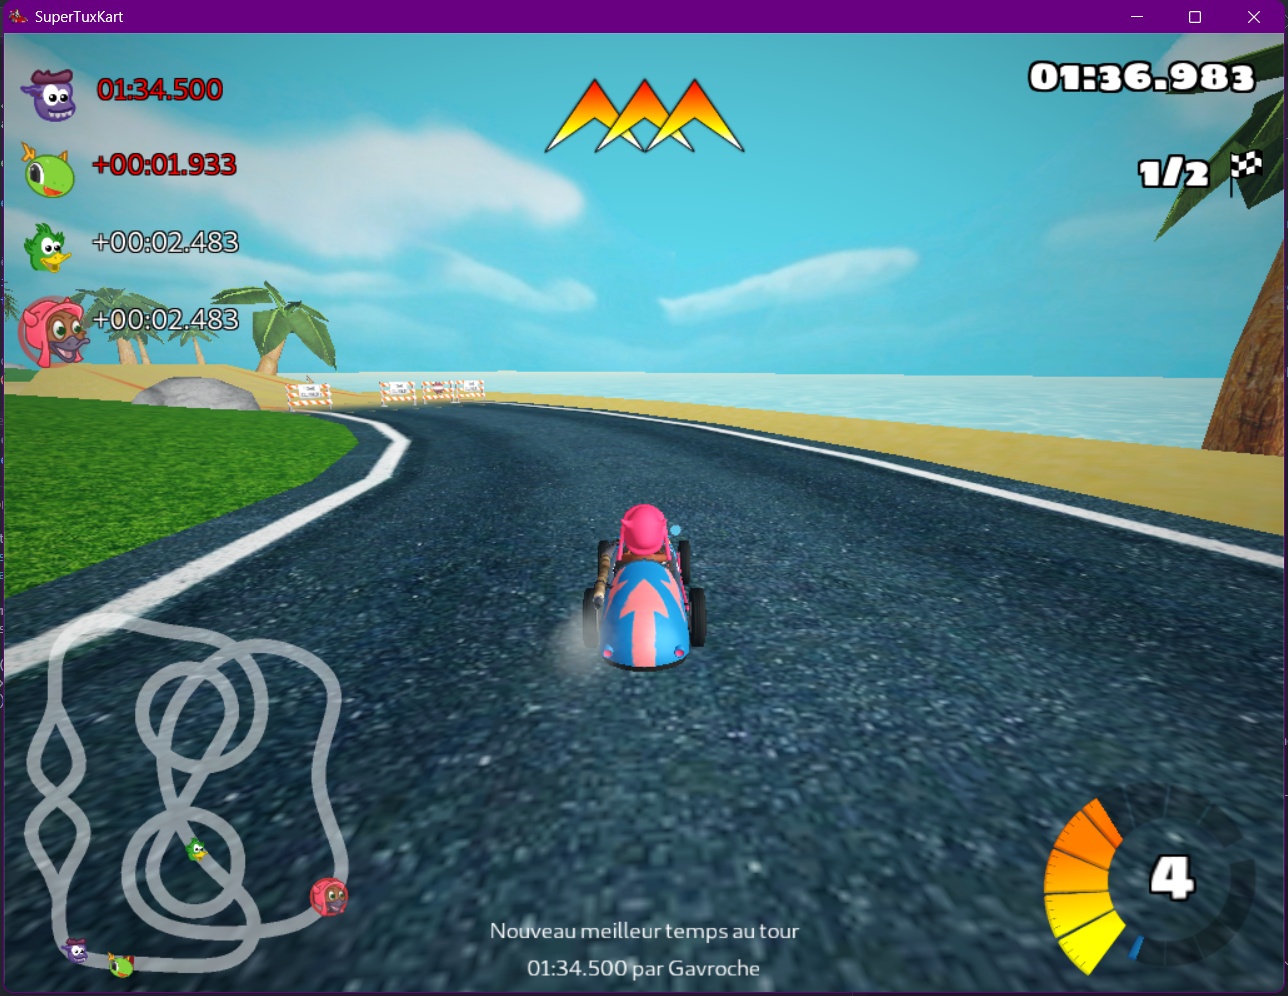 SuperTuxKart
01:34.500
+00:01.933
+00:02.483
+00:02.483
01:36.983
1/2
4
Nouveau meilleur temps au tour
01:34.500 par Gavroche